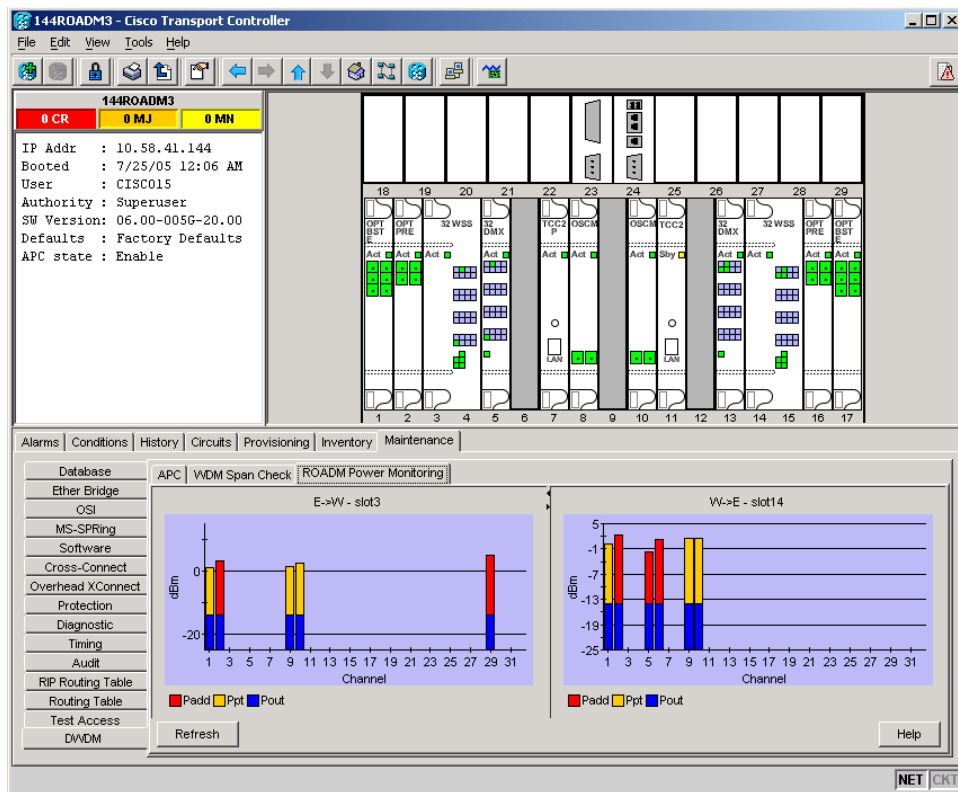 144ROADM3 - Cisco Transport Controller
File Edit View Tools Help
144ROADM3
0 CR 0 MJ 0 MN
IP Addr : 10.58.41.144
Booted : 7/25/05 12:06 AM
User : CISCO15
Authority : Superuser
SW Version: 06.00-005G-20.00
Defaults : Factory Defaults
APC state : Enable
18 19 20 21 22 23 24 25 26 27 28 29
OPT BST E
OPT PRE
32 WSS
32 DMX
TCC2 P
OSCM
OSCM
TCC2
32 DMX
32 WSS
OPT PRE
OPT BST E
Act Act Act Act Act Act Act Sby Act Act Act Act
LAN LAN
1 2 3 4 5 6 7 8 9 10 11 12 13 14 15 16 17
Alarms Conditions History Circuits Provisioning Inventory Maintenance
Database
Ether Bridge
OSI
MS-SPRing
Software
Cross-Connect
Overhead XConnect
Protection
Diagnostic
Timing
Audit
RIP Routing Table
Routing Table
Test Access
DWDM
APC WDM Span Check ROADM Power Monitoring
E->W - slot3
0
-20
dBm
1 3 5 7 9 11 13 15 17 19 21 23 25 27 29 31
Channel
Padd Ppt Pout
W->E - slot14
5
-1
-7
-13
-19
-25
dBm
1 3 5 7 9 11 13 15 17 19 21 23 25 27 29 31
Channel
Padd Ppt Pout
Refresh Help
NET CKT